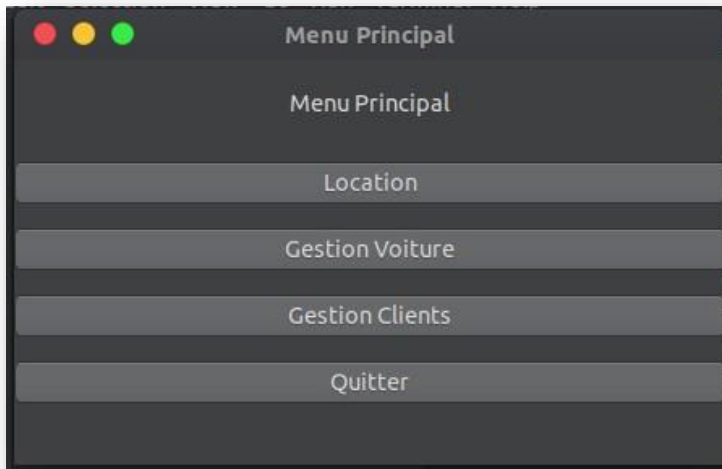 Menu Principal
Menu Principal
Location
Gestion Voiture
Gestion Clients
Quitter